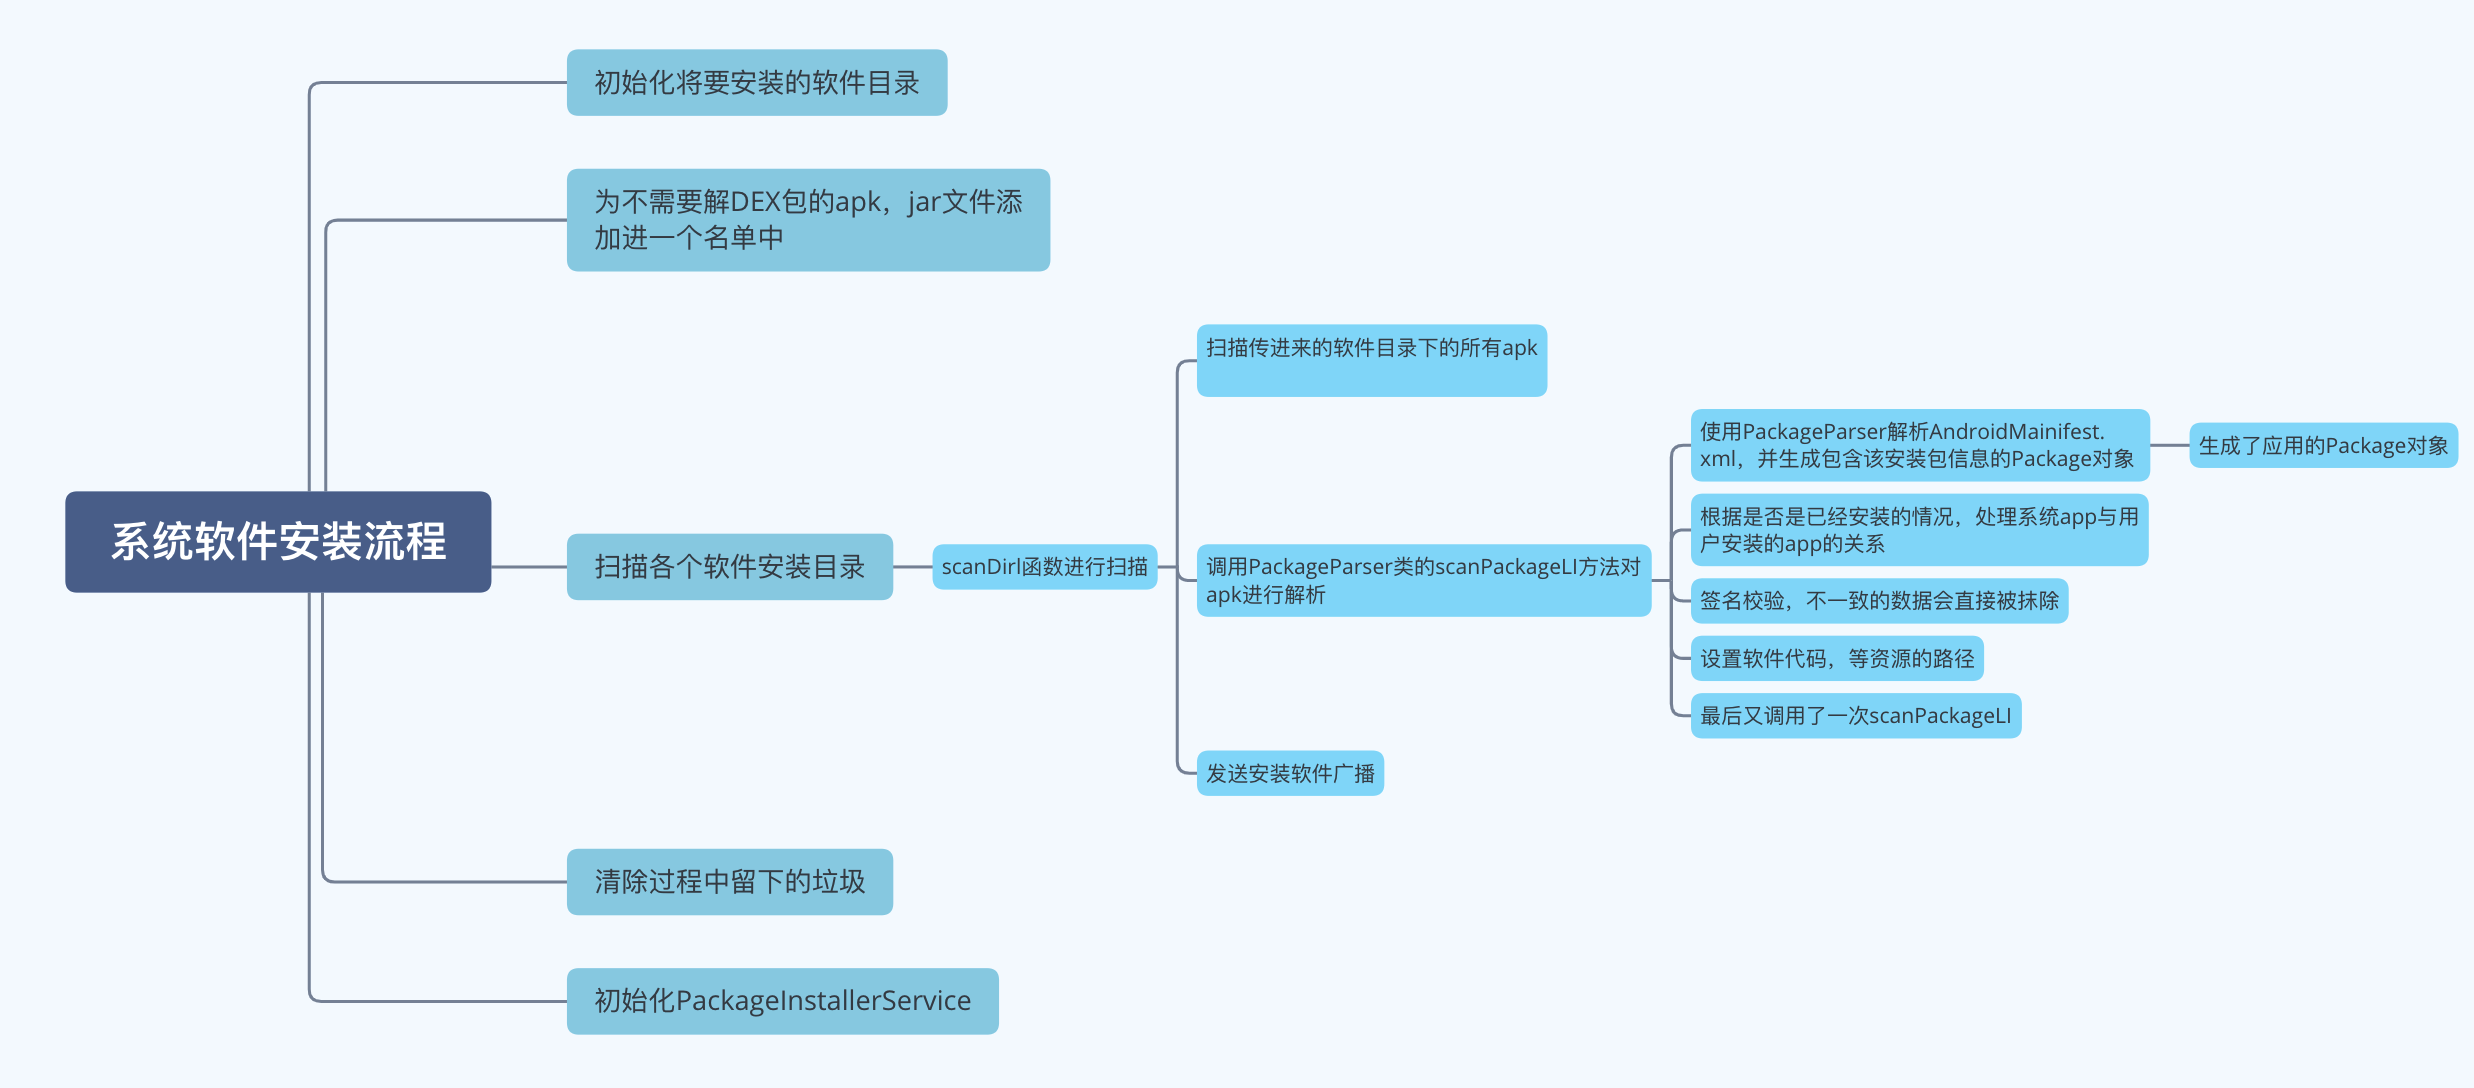 初始化将要安装的软件目录
为不需要解DEX包的apk，jar文件添
加进一个名单中
系统软件安装流程
扫描各个软件安装目录
scanDirl函数进行扫描
扫描传进来的软件目录下的所有apk
调用PackageParser类的scanPackageLI方法对
apk进行解析
使用PackageParser解析AndroidMainifest.
xml，并生成包含该安装包信息的Package对象
生成了应用的Package对象
根据是否是已经安装的情况，处理系统app与用
户安装的app的关系
签名校验，不一致的数据会直接被抹除
设置软件代码，等资源的路径
最后又调用了一次scanPackageLI
发送安装软件广播
清除过程中留下的垃圾
初始化PackageInstallerService